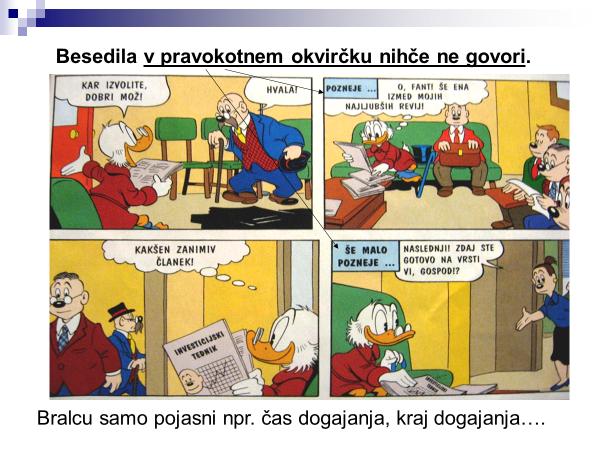 Besedila v pravokotnem okvirčku nihče ne govori.
KAR IZVOLITE,
DOBRI MOŽ!
HVALA!
POZNEJE ...
O, FANT! ŠE ENA
IZMED MOJIH
NAJLJUBŠIH REVIJ!
KAKŠEN ZANIMIV
ČLANEK!
INVESTICIJSKI
TEDNIK
ŠE MALO
POZNEJE ...
NASLEDNJI! ZDAJ STE
GOTOVO NA VRSTI
VI, GOSPOD!?
INVESTICIJSKI
TEDNIK
Bralcu samo pojasni npr. čas dogajanja, kraj dogajanja….